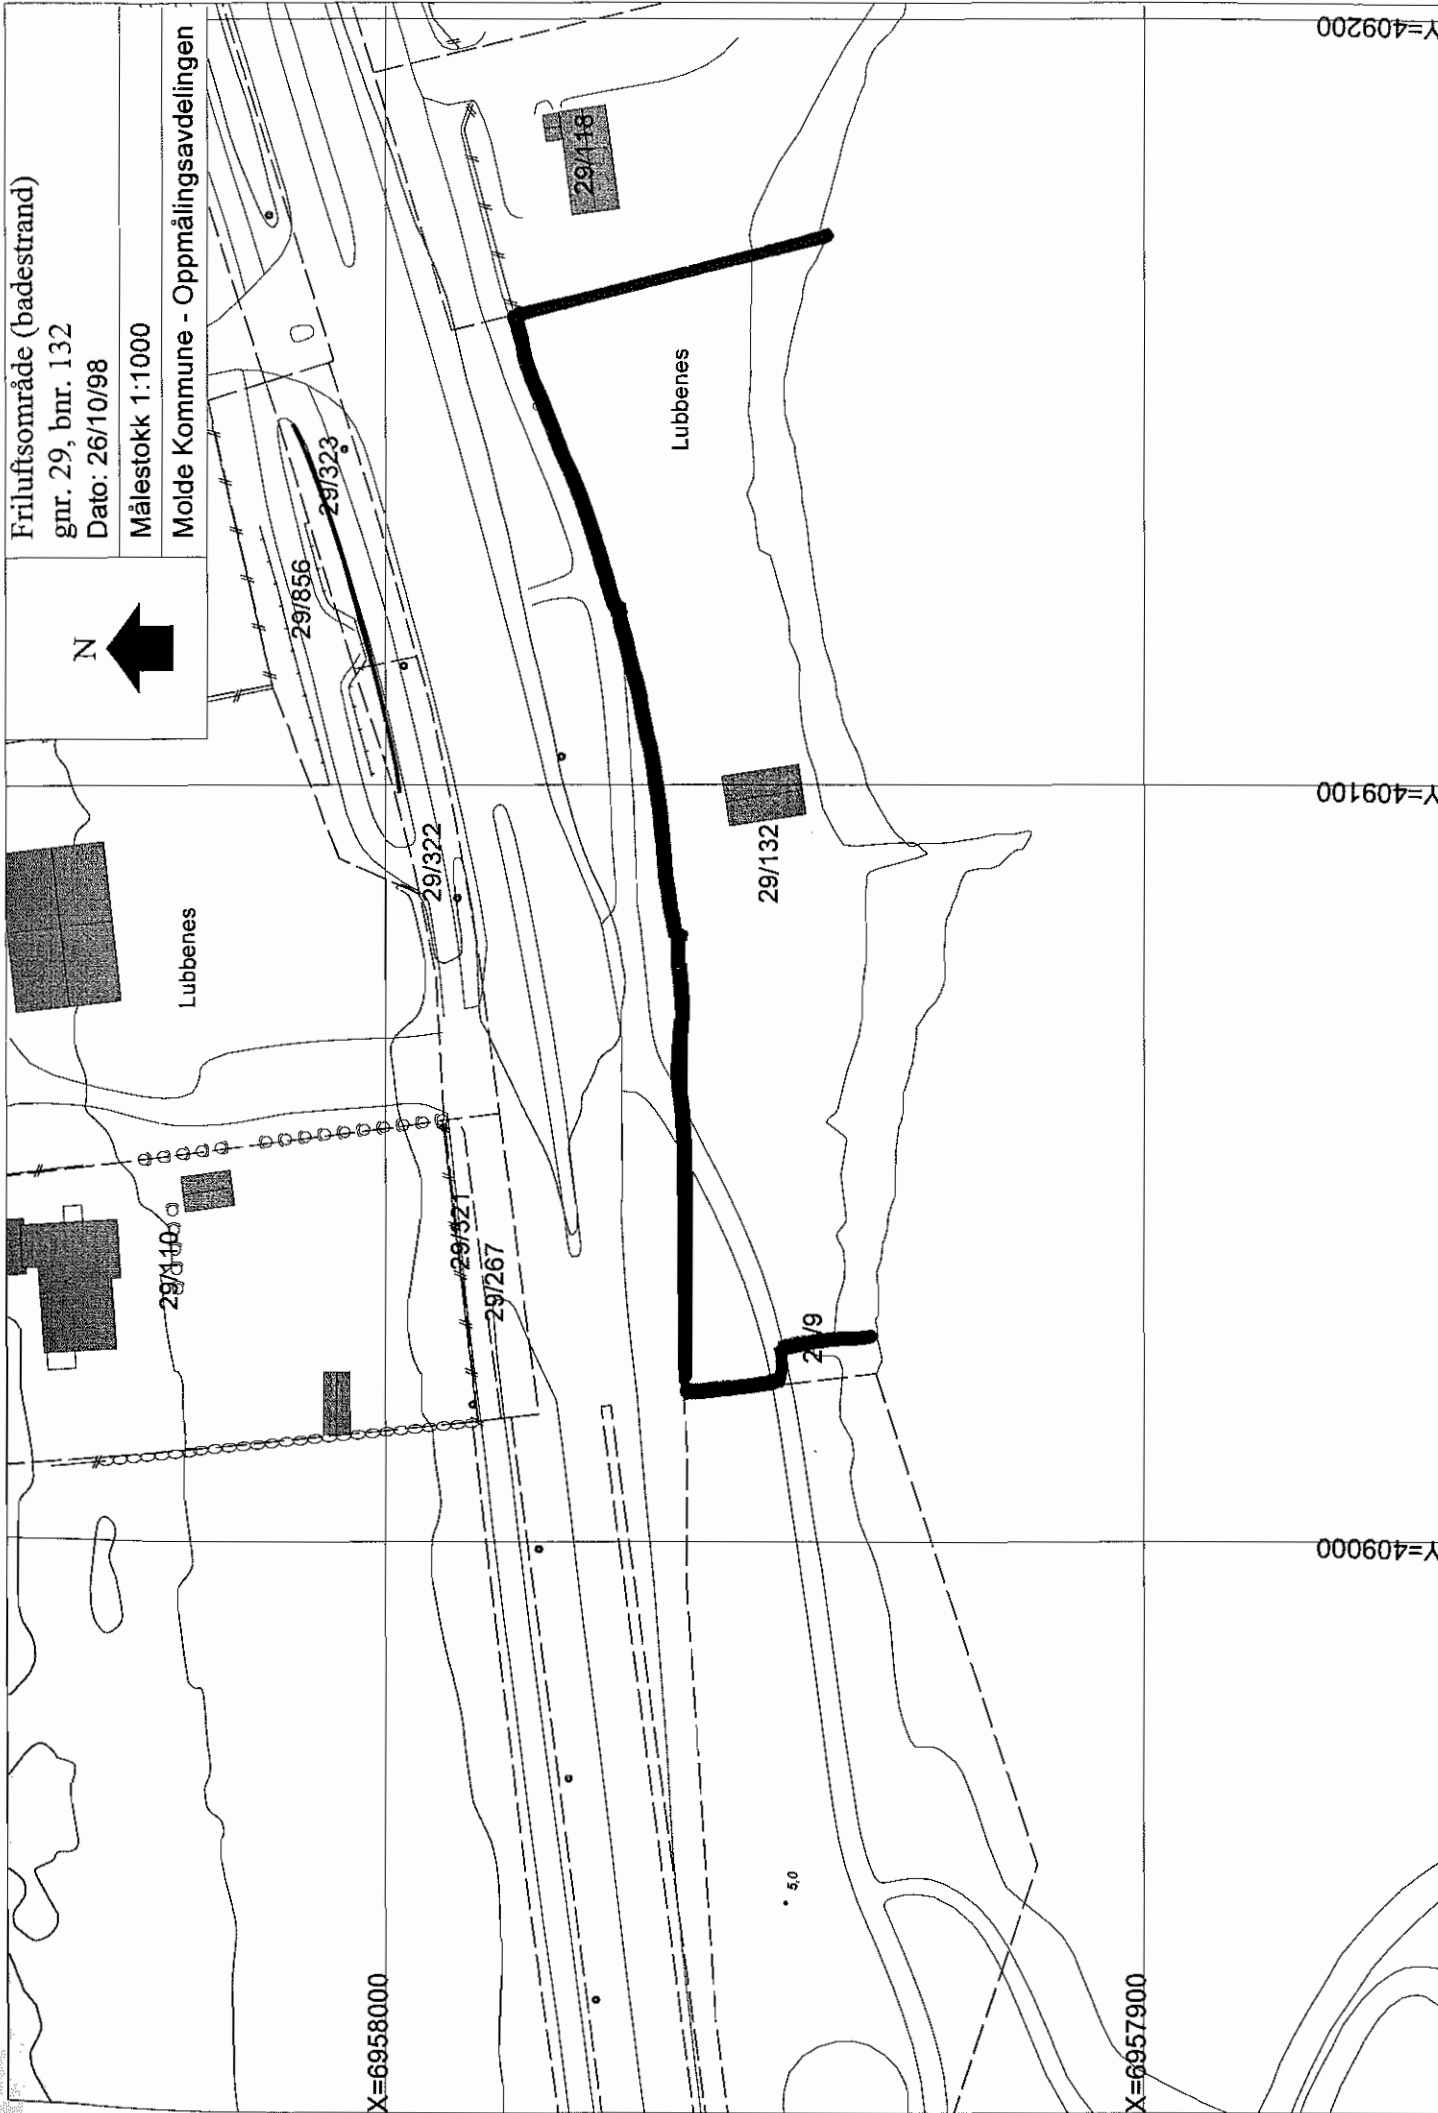 Friluftsområde (badestrand)
gnr. 29, bnr. 132
Dato: 26/10/98
Målestokk 1:1000
Molde Kommune - Oppmålingsavdelingen
N
Lubbenes
29/110
29/856
29/323
29/322
29/321
29/267
29/118
Lubbenes
29/132
5,0
X=6958000
X=6957900
Y=409000
Y=409100
Y=409200